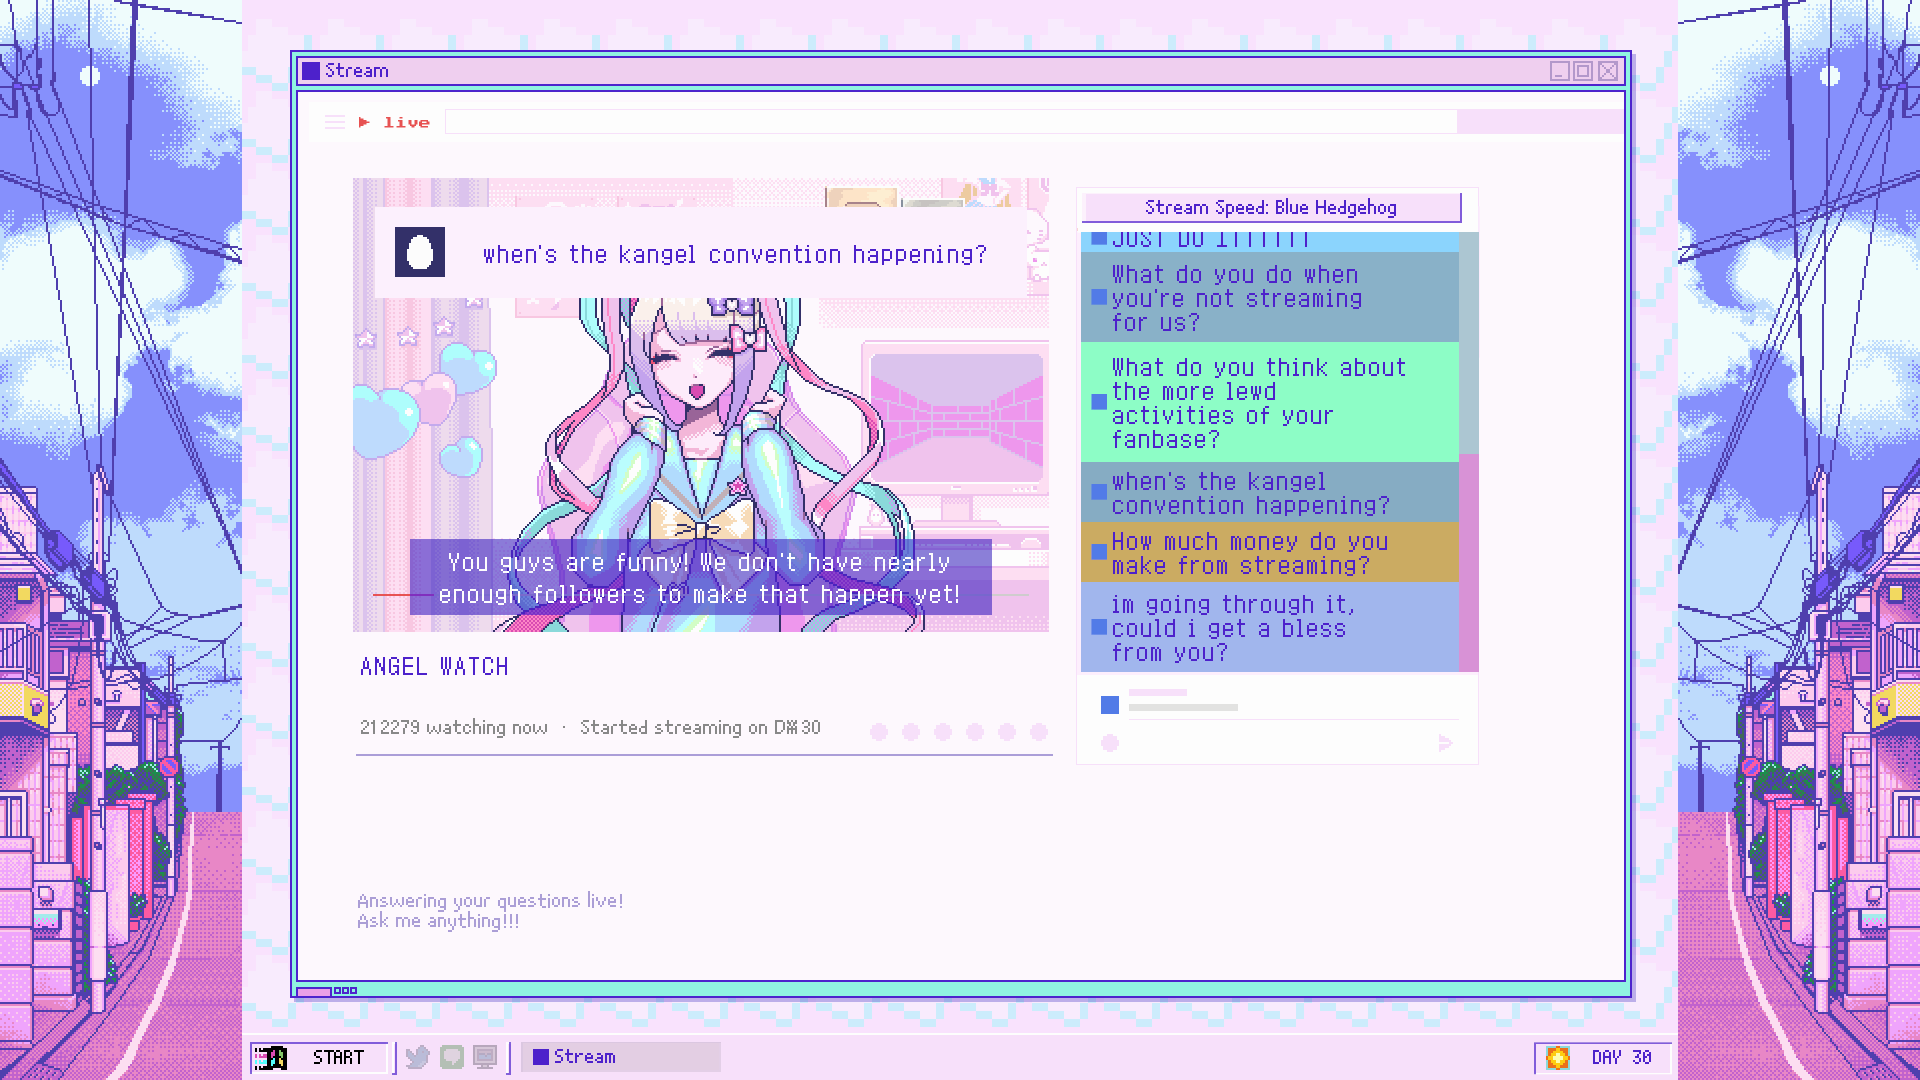 Stream
live
when's the kangel convention happening?
You guys are funny! We don't have nearly
enough followers to make that happen yet!
ANGEL WATCH
212279 watching now · Started streaming on
Answering your questions live!
Ask me anything!!!
Stream Speed: Blue Hedgehog
JUST DO ITTTTTT
What do you do when
you're not streaming
for us?
What do you think about
the more lewd
activities of your
fanbase?
when's the kangel
convention happening?
How much money do you
make from streaming?
im going through it,
could i get a bless
from you?
START
Stream
DAY 30